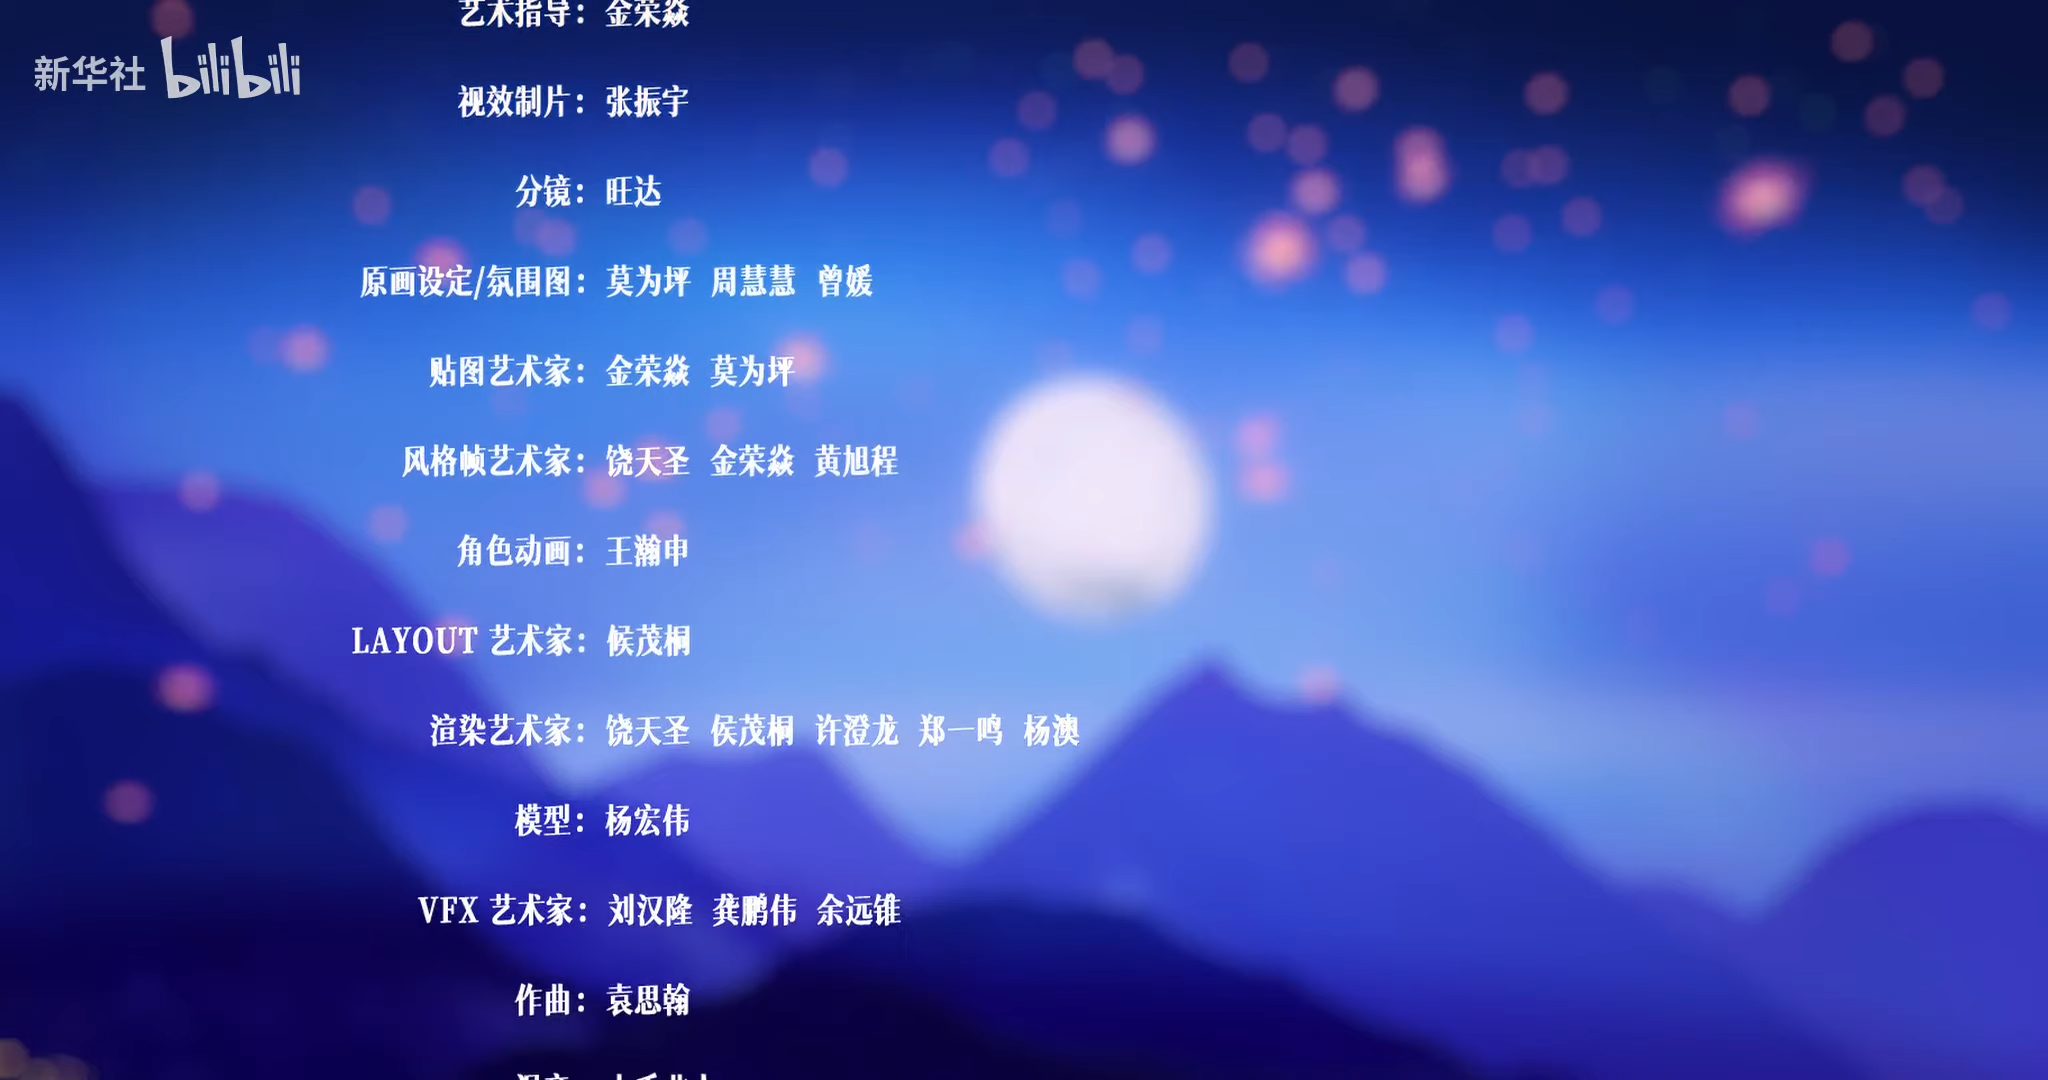 艺术指导：金荣焱
新华社 bilibili
视效制片：张振宇
分镜：旺达
原画设定/氛围图：莫为坪 周慧慧 曾媛
贴图艺术家：金荣焱 莫为坪
风格帧艺术家：饶天圣 金荣焱 黄旭程
角色动画：王瀚申
LAYOUT 艺术家：候茂桐
渲染艺术家：饶天圣 侯茂桐 许澄龙 郑一鸣 杨澳
模型：杨宏伟
VFX 艺术家：刘汉隆 龚鹏伟 余远锥
作曲：袁思翰